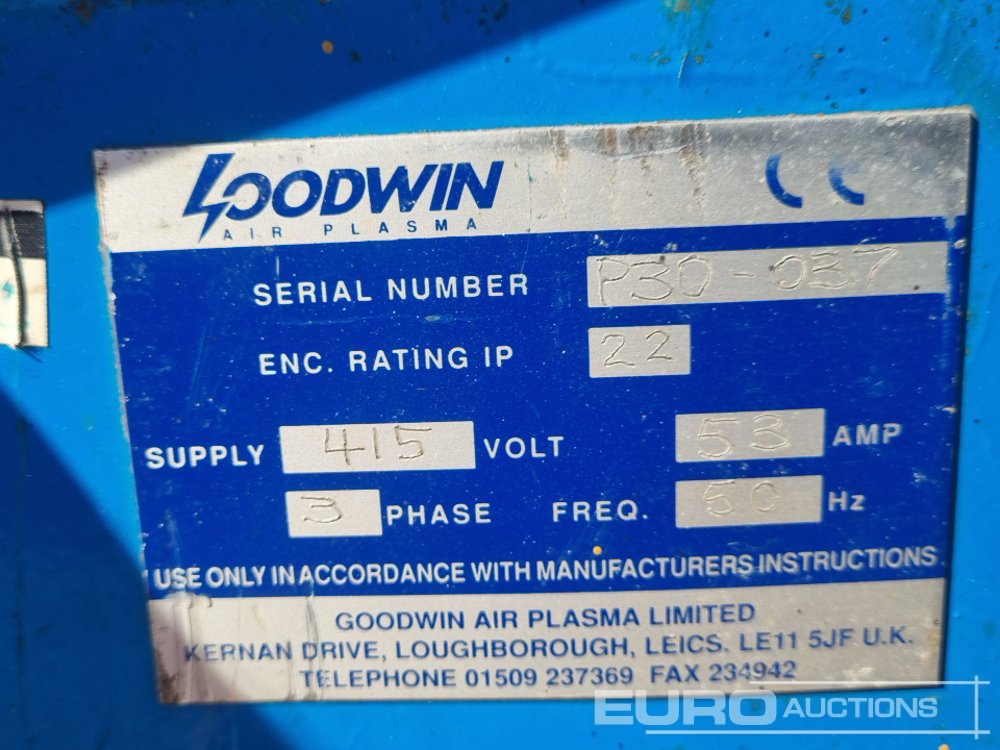 GOODWIN
AIR PLASMA
CE
SERIAL NUMBER P30-037
ENC. RATING IP 22
SUPPLY 415 VOLT 53 AMP
3 PHASE FREQ. 50 Hz
USE ONLY IN ACCORDANCE WITH MANUFACTURERS INSTRUCTIONS
GOODWIN AIR PLASMA LIMITED
KERNAN DRIVE, LOUGHBOROUGH, LEICS. LE11 5JF U.K.
TELEPHONE 01509 237369 FAX 234942
EURO AUCTIONS